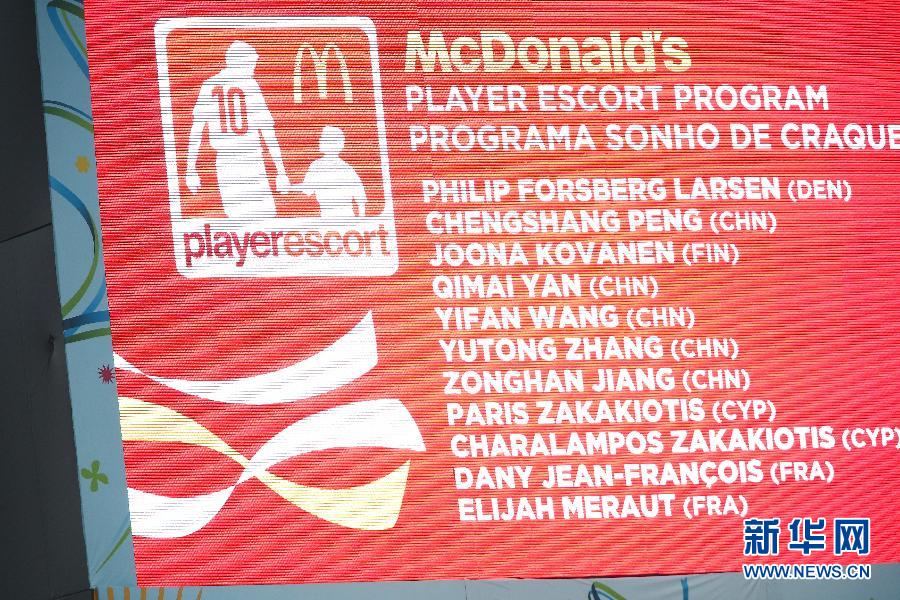 10
playerescort
McDonald's
PLAYER ESCORT PROGRAM
PROGRAMA SONHO DE CRAQUE
PHILIP FORSBERG LARSEN (DEN)
CHENGSHANG PENG (CHN)
JOONA KOVANEN (FIN)
QIMAI YAN (CHN)
YIFAN WANG (CHN)
YUTONG ZHANG (CHN)
ZONGHAN JIANG (CHN)
PARIS ZAKAKIOTIS (CYP)
CHARALAMPOS ZAKAKIOTIS (CYP)
DANY JEAN-FRANÇOIS (FRA)
ELIJAH MERAUT (FRA)
新华网
WWW.NEWS.CN